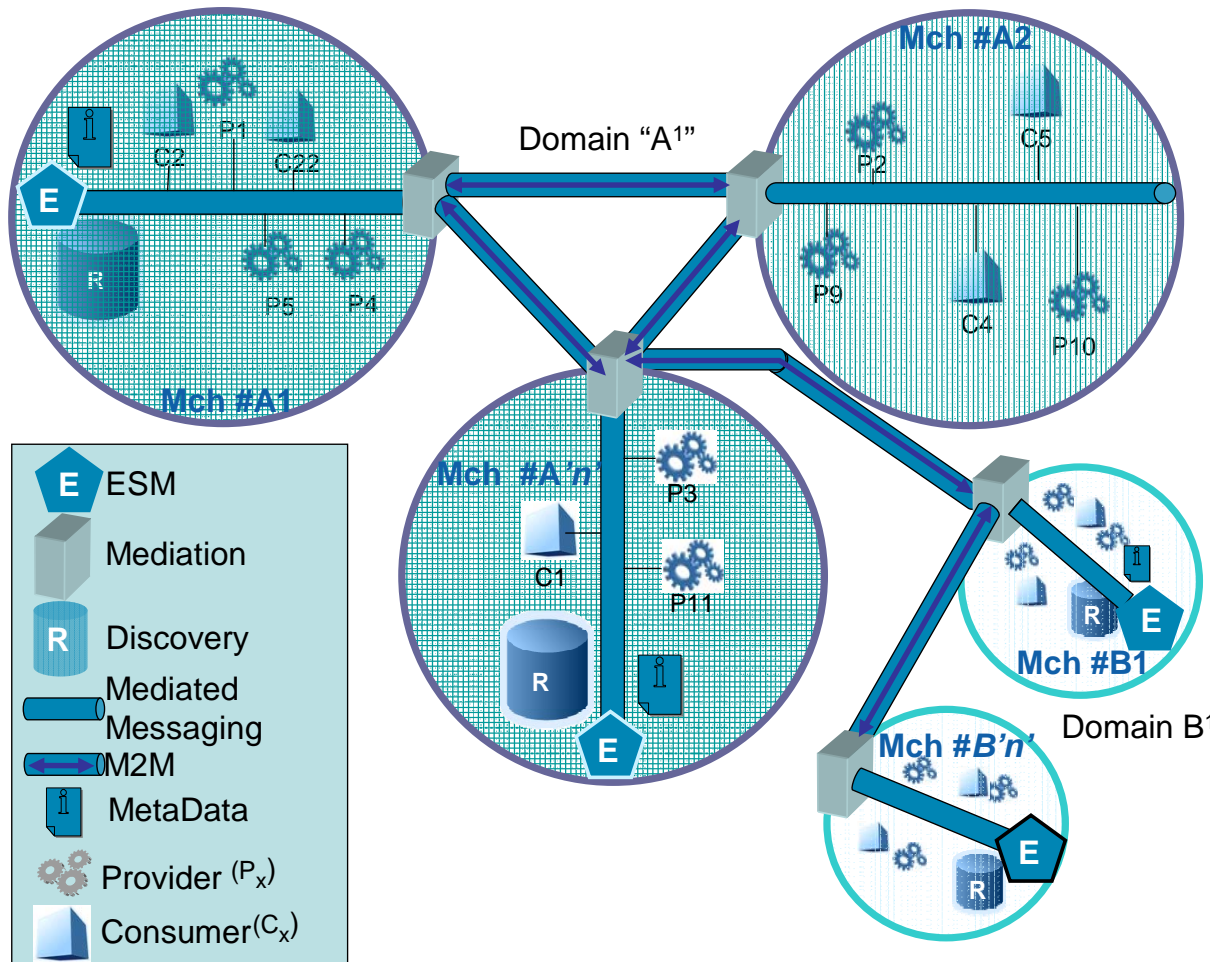 Mch #A2
P1
C5
i
Domain "A¹"
C2
C22
P2
E
R
P5
P4
P9
C4
P10
Mch #A1
Mch #A'n'
P3
C1
P11
R
i
E
i
R
E
Mch #B1
Domain B¹
Mch #B'n'
E
R
E ESM
Mediation
R Discovery
Mediated
Messaging
M2M
i MetaData
Provider (Pₓ)
Consumer(Cₓ)